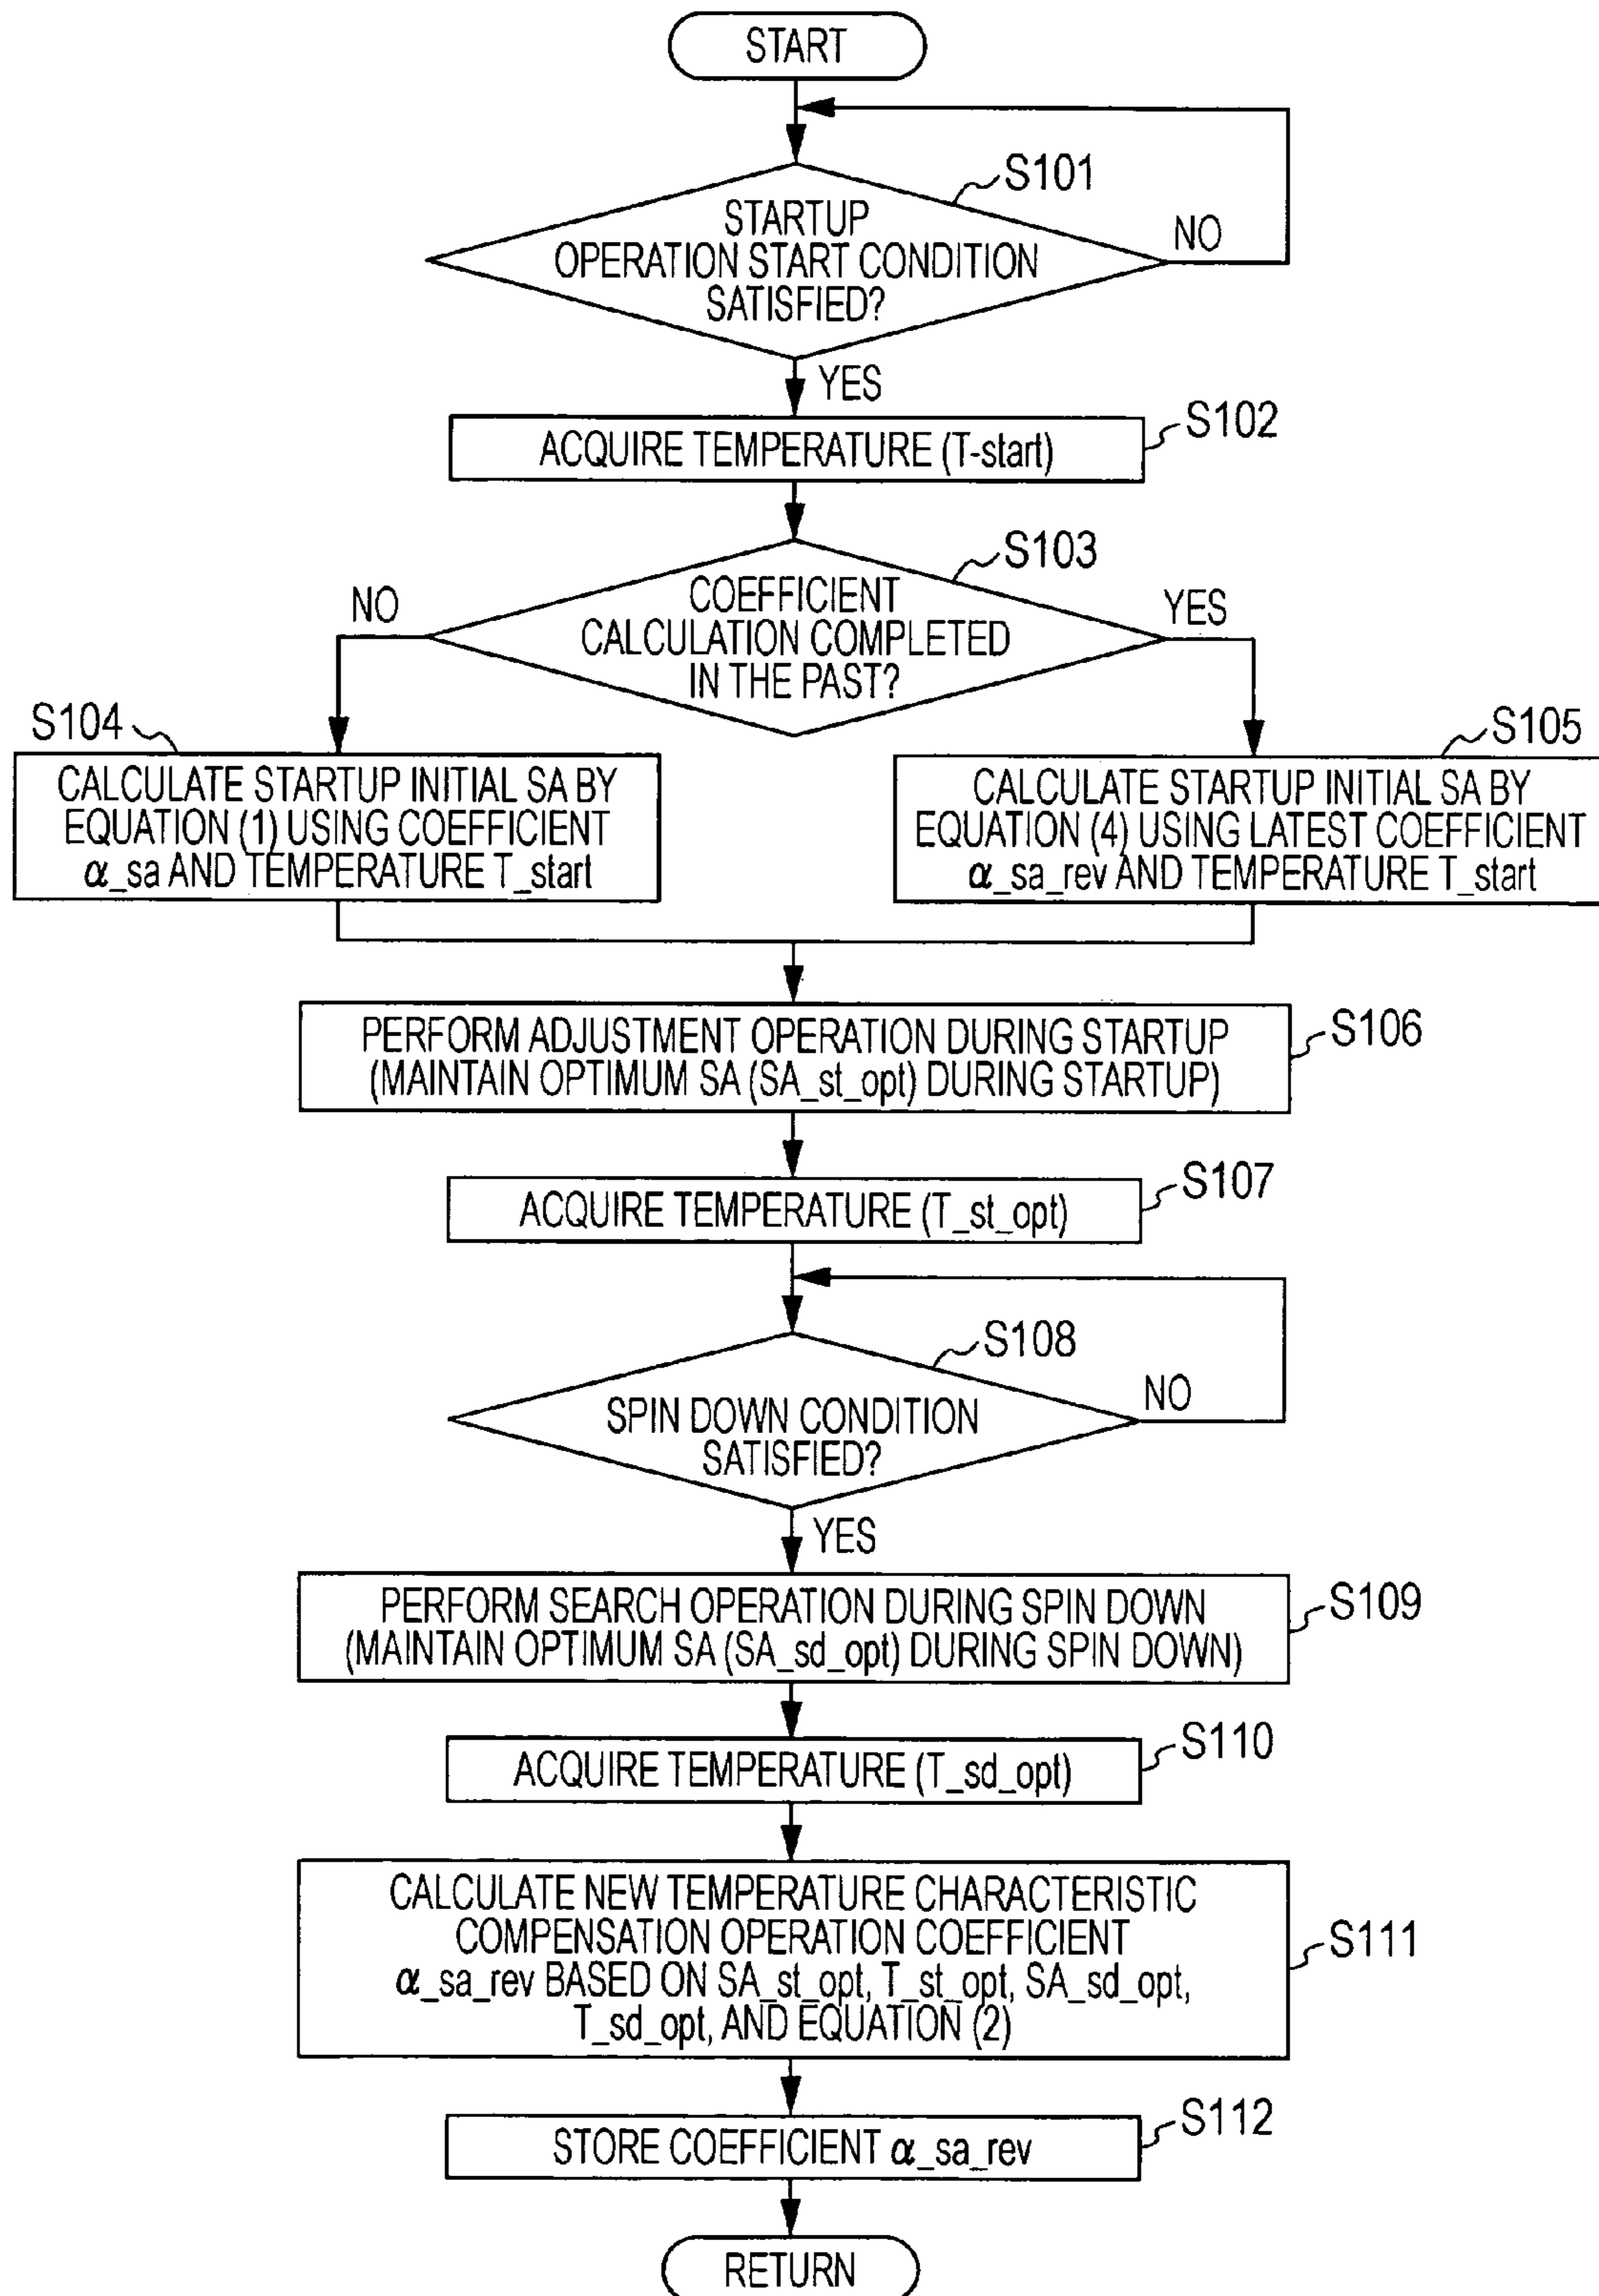 START
S101
STARTUP
OPERATION START CONDITION
SATISFIED?
NO
YES
S102
ACQUIRE TEMPERATURE (T-start)
S103
COEFFICIENT
CALCULATION COMPLETED
IN THE PAST?
NO
YES
S104
CALCULATE STARTUP INITIAL SA BY
EQUATION (1) USING COEFFICIENT
α_sa AND TEMPERATURE T_start
S105
CALCULATE STARTUP INITIAL SA BY
EQUATION (4) USING LATEST COEFFICIENT
α_sa_rev AND TEMPERATURE T_start
S106
PERFORM ADJUSTMENT OPERATION DURING STARTUP
(MAINTAIN OPTIMUM SA (SA_st_opt) DURING STARTUP)
S107
ACQUIRE TEMPERATURE (T_st_opt)
S108
SPIN DOWN CONDITION
SATISFIED?
NO
YES
S109
PERFORM SEARCH OPERATION DURING SPIN DOWN
(MAINTAIN OPTIMUM SA (SA_sd_opt) DURING SPIN DOWN)
S110
ACQUIRE TEMPERATURE (T_sd_opt)
S111
CALCULATE NEW TEMPERATURE CHARACTERISTIC
COMPENSATION OPERATION COEFFICIENT
α_sa_rev BASED ON SA_st_opt, T_st_opt, SA_sd_opt,
T_sd_opt, AND EQUATION (2)
S112
STORE COEFFICIENT α_sa_rev
RETURN